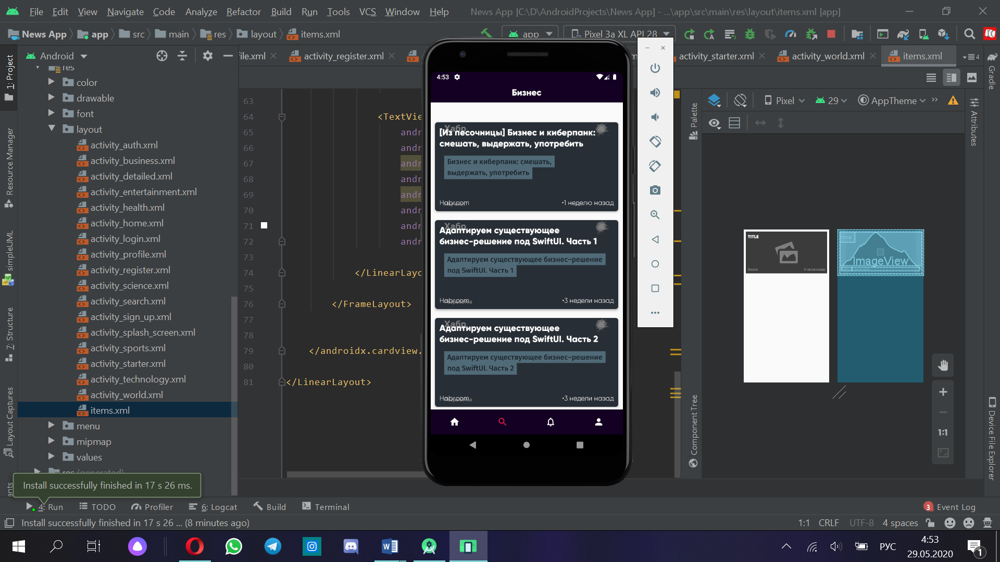 File Edit View Navigate Code Analyze Refactor Build Run Tools VCS Window Help News App [C:\D\AndroidProjects\News App] - ...\app\src\main\res\layout\items.xml [app]
News App app src main res layout items.xml app Pixel 3a XL API 28
Android file.xml activity_register.xml activity_starter.xml activity_world.xml items.xml 4
1: Project
Resource Manager
simpleUML
7: Structure
Layout Captures
res
color
drawable
font
layout
activity_auth.xml
activity_business.xml
activity_detailed.xml
activity_entertainment.xml
activity_health.xml
activity_home.xml
activity_login.xml
activity_profile.xml
activity_register.xml
activity_science.xml
activity_search.xml
activity_sign_up.xml
activity_splash_screen.xml
activity_sports.xml
activity_starter.xml
activity_technology.xml
activity_world.xml
items.xml
menu
mipmap
values
res (generated)
Install successfully finished in 17 s 26 ms.
63
64 <TextVie
65 andr
66 andr
67 andr
68 andr
69 andr
70 andr
71 andr
72 andr
73
74 </LinearLayo
75
76 </FrameLayout>
77
78
79 </androidx.cardview.
80
81 </LinearLayout>
4:53
Бизнес
Хабр
[Из песочницы] Бизнес и киберпанк:
смешать, выдержать, употребить
Бизнес и киберпанк: смешать,
выдержать, употребить
Habr.com •1 неделю назад
Хабр
Адаптируем существующее
бизнес-решение под SwiftUI. Часть 1
Адаптируем существующее бизнес-решение
под SwiftUI. Часть 1
Habr.com •3 недели назад
Хабр
Адаптируем существующее
бизнес-решение под SwiftUI. Часть 2
Адаптируем существующее бизнес-решение
под SwiftUI. Часть 2
Habr.com •3 недели назад
Palette
Component Tree
Pixel 29 AppTheme
TITLE
Source 5 часов назад
TITLE
ImageView
1:1
Gradle
Attributes
Device File Explorer
4: Run TODO Profiler 6: Logcat Build Terminal 3 Event Log
Install successfully finished in 17 s 26 ... (8 minutes ago) 1:1 CRLF UTF-8 4 spaces
РУС 4:53
29.05.2020 1